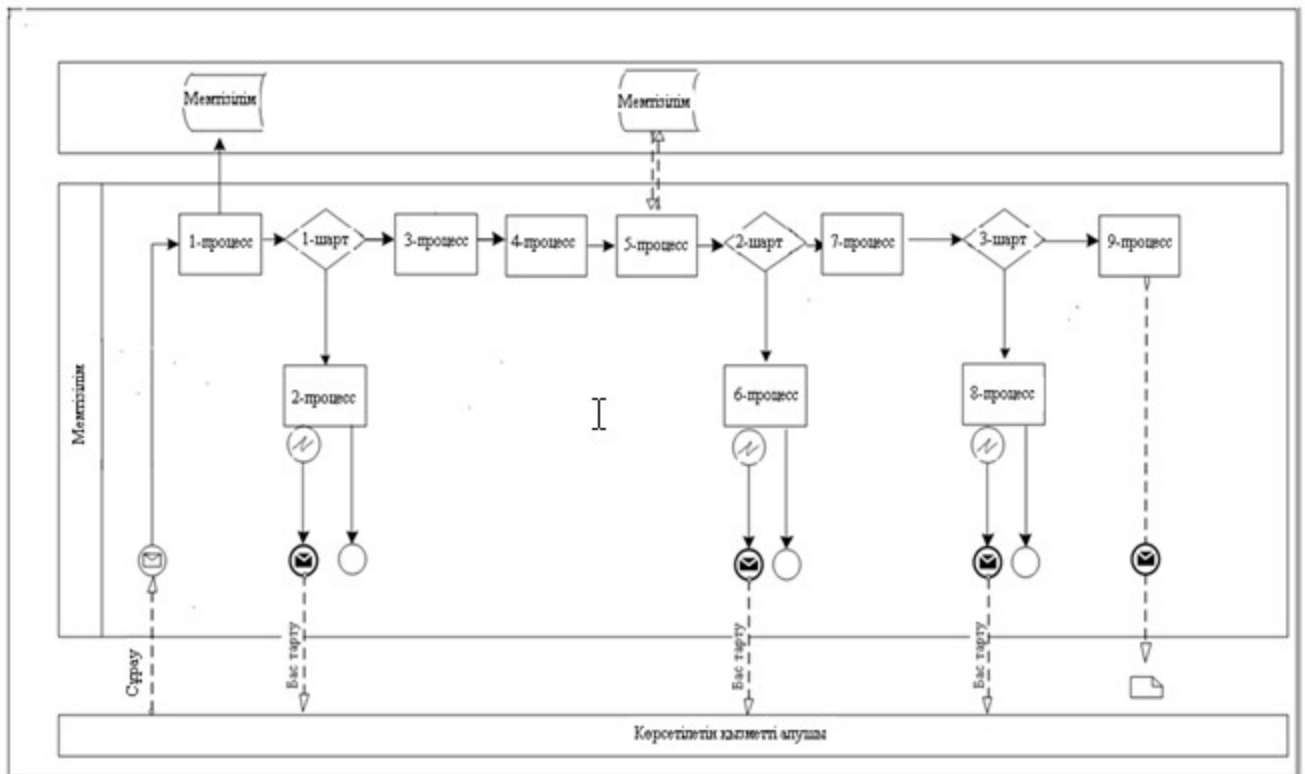 Мемтізілім
Мемтізілім
1-процесс
1-шарт
3-процесс
4-процесс
5-процесс
2-шарт
7-процесс
3-шарт
9-процесс
Мемтізілім
2-процесс
6-процесс
8-процесс
Сұрау
Бас тарту
Бас тарту
Бас тарту
Көрсетілетін қызметті алушы